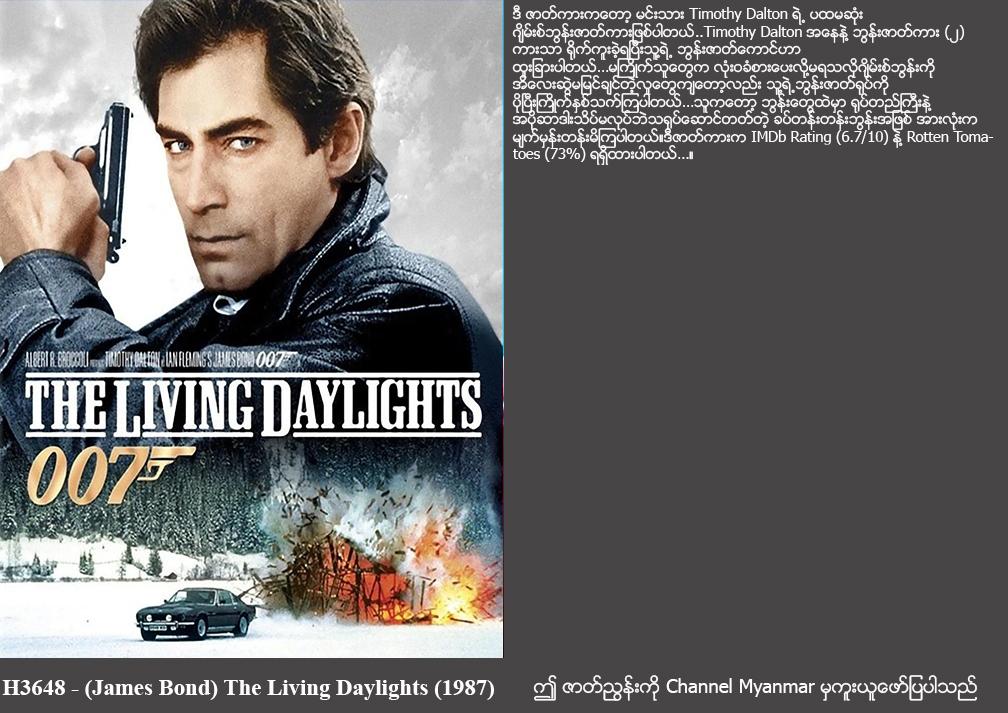 ALBERT R. BROCCOLI PRESENTS TIMOTHY DALTON AS IAN FLEMING'S JAMES BOND 007
THE LIVING DAYLIGHTS
007
H3648 - (James Bond) The Living Daylights (1987)
ဒီ ဇာတ်ကားကတော့ မင်းသား Timothy Dalton ရဲ့ ပထမဆုံး
ဂျိမ်းစ်ဘွန်းဇာတ်ကားဖြစ်ပါတယ်..Timothy Dalton အနေနဲ့ ဘွန်းဇာတ်ကား (၂)
ကားသာ ရိုက်ကူးခဲ့ရပြီးသူ့ရဲ့ ဘွန်းဇာတ်ကောင်ဟာ
ထူးခြားပါတယ်...မကြိုက်သူတွေက လုံးဝခံစားပေးလို့မရသလိုဂျိမ်းစ်ဘွန်းကို
အလေးဆွဲမမြင်ချင်တဲ့လူတွေကျတော့လည်း သူ့ရဲ့ဘွန်းဇာတ်ရုပ်ကို
ပိုပြီးကြိုက်နှစ်သက်ကြပါတယ်...သူကတော့ ဘွန်းတွေထဲမှာ ရုပ်တည်ကြီးနဲ့
အပိုဆာဒါးသိပ်မလုပ်ဘဲသရုပ်ဆောင်တတ်တဲ့ ခပ်တန်းတန်းဘွန်းအဖြစ် အားလုံးက
မျက်မှန်းတန်းမိကြပါတယ်။ဒီဇာတ်ကားက IMDb Rating (6.7/10) နဲ့ Rotten Toma-
toes (73%) ရရှိထားပါတယ်...။
ဤ ဇာတ်ညွှန်းကို Channel Myanmar မှကူးယူဖော်ပြပါသည်